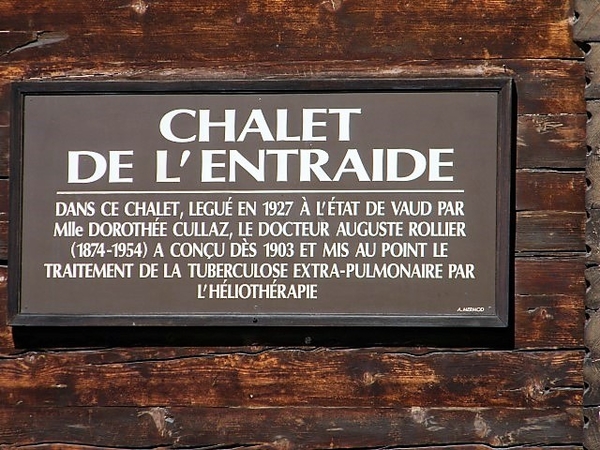 CHALET
DE L'ENTRAIDE
DANS CE CHALET, LEGUÉ EN 1927 À L'ÉTAT DE VAUD PAR
Mlle DOROTHÉE CULLAZ, LE DOCTEUR AUGUSTE ROLLIER
(1874-1954) A CONÇU DÈS 1903 ET MIS AU POINT LE
TRAITEMENT DE LA TUBERCULOSE EXTRA-PULMONAIRE PAR
L'HÉLIOTHÉRAPIE
A. MERMOD